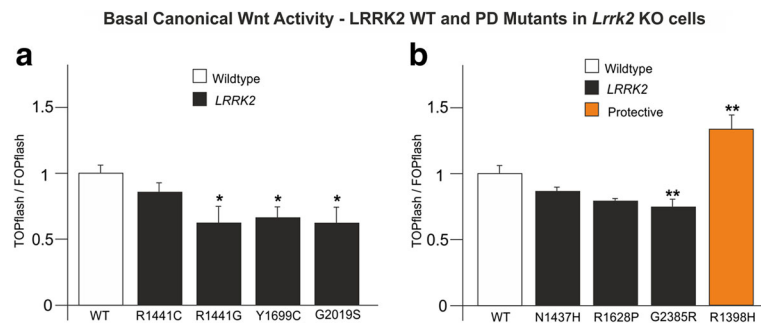 Basal Canonical Wnt Activity - LRRK2 WT and PD Mutants in Lrrk2 KO cells
a
Wildtype
LRRK2
TOPflash / FOPflash
1.5
1
0.5
0
*
*
*
WT R1441C R1441G Y1699C G2019S
b
Wildtype
LRRK2
Protective
TOPflash / FOPflash
1.5
1
0.5
0
**
**
WT N1437H R1628P G2385R R1398H